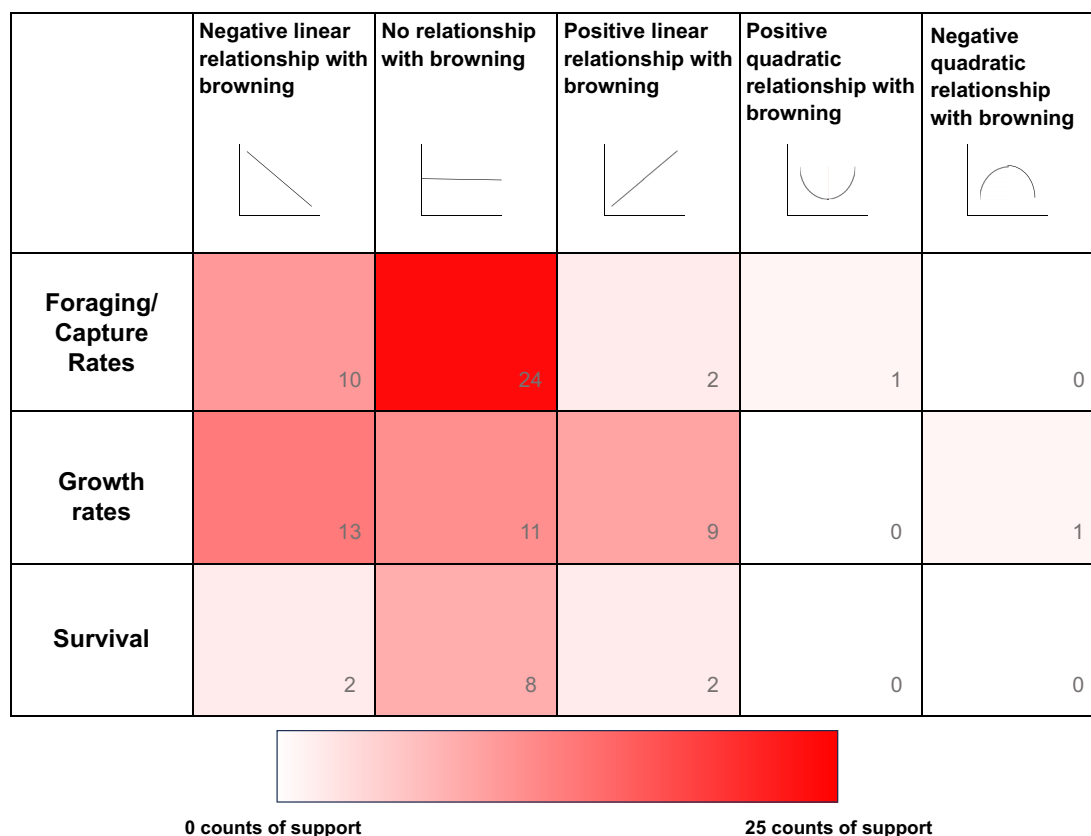 Negative linear
relationship with
browning
No relationship
with browning
Positive linear
relationship with
browning
Positive
quadratic
relationship with
browning
Negative
quadratic
relationship
with browning
Foraging/
Capture
Rates
10
24
2
1
0
Growth
rates
13
11
9
0
1
Survival
2
8
2
0
0
0 counts of support
25 counts of support